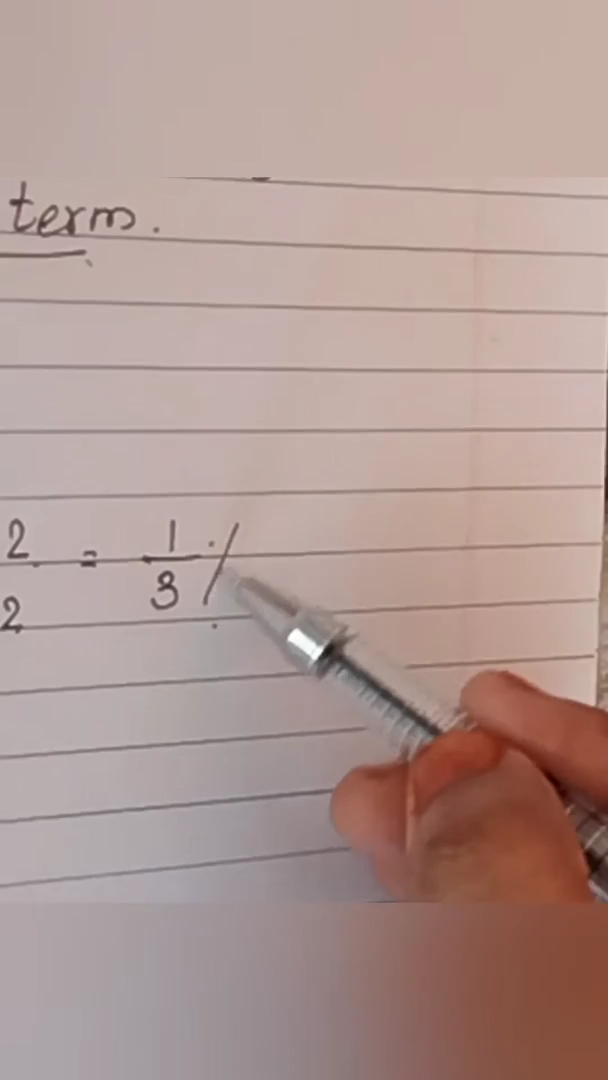 term.
2 = 1
2 3